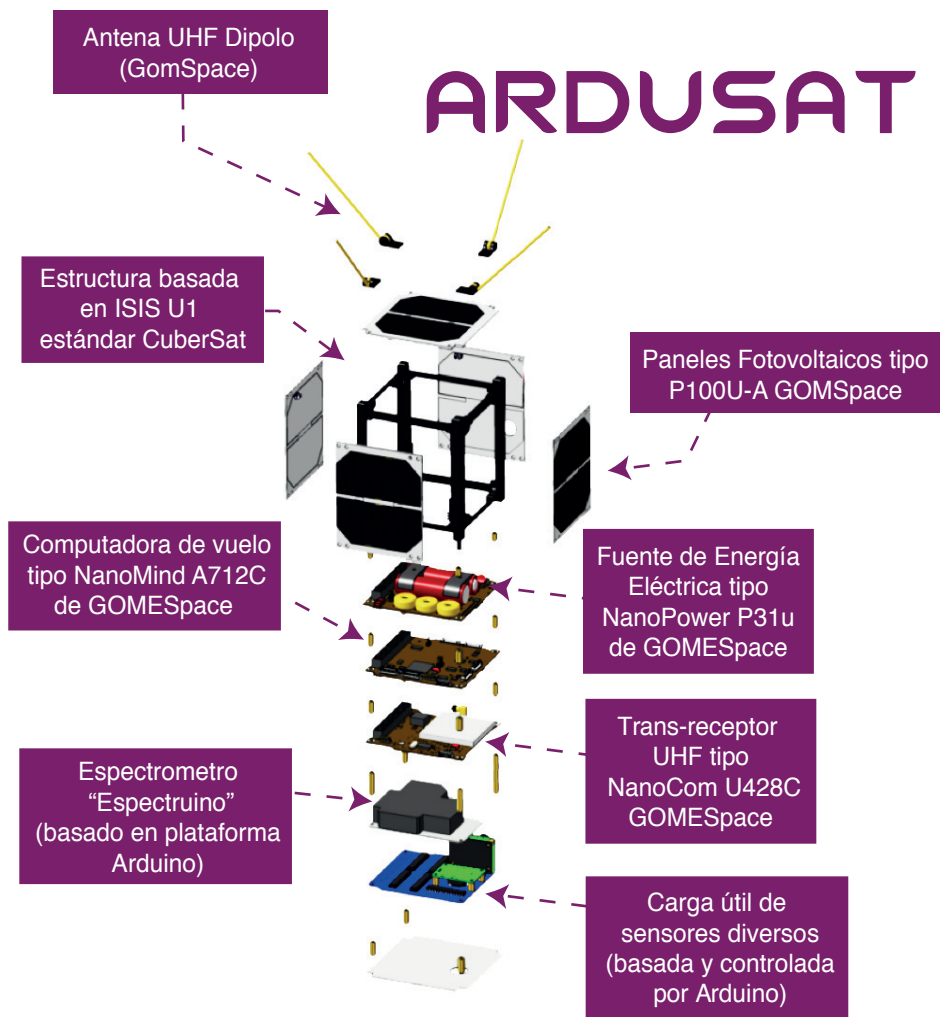 Antena UHF Dipolo
(GomSpace)
ARDUSAT
Estructura basada
en ISIS U1
estándar CuberSat
Paneles Fotovoltaicos tipo
P100U-A GOMSpace
Computadora de vuelo
tipo NanoMind A712C
de GOMESpace
Fuente de Energía
Eléctrica tipo
NanoPower P31u
de GOMESpace
Trans-receptor
UHF tipo
NanoCom U428C
GOMESpace
Espectrometro
“Espectruino”
(basado en plataforma
Arduino)
Carga útil de
sensores diversos
(basada y controlada
por Arduino)